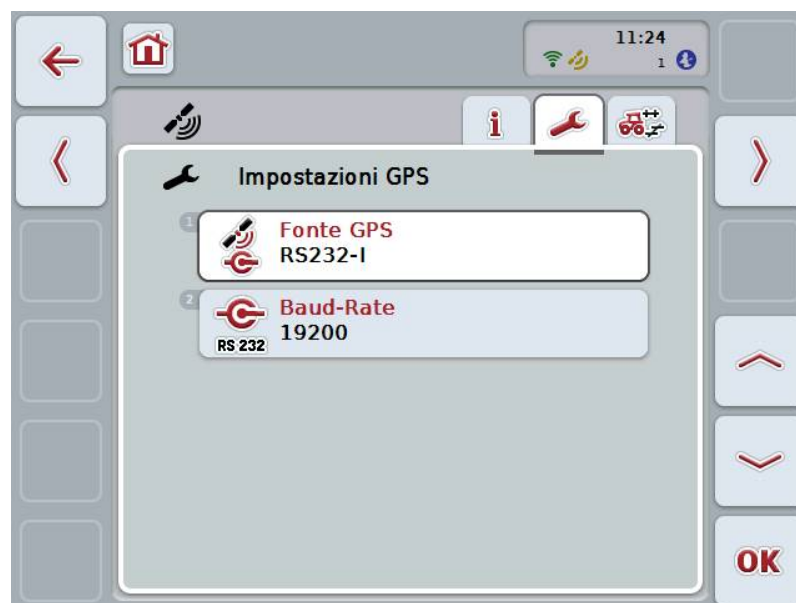 11:24
1
i
Impostazioni GPS
1
Fonte GPS
RS232-I
2
Baud-Rate
19200
RS 232
OK